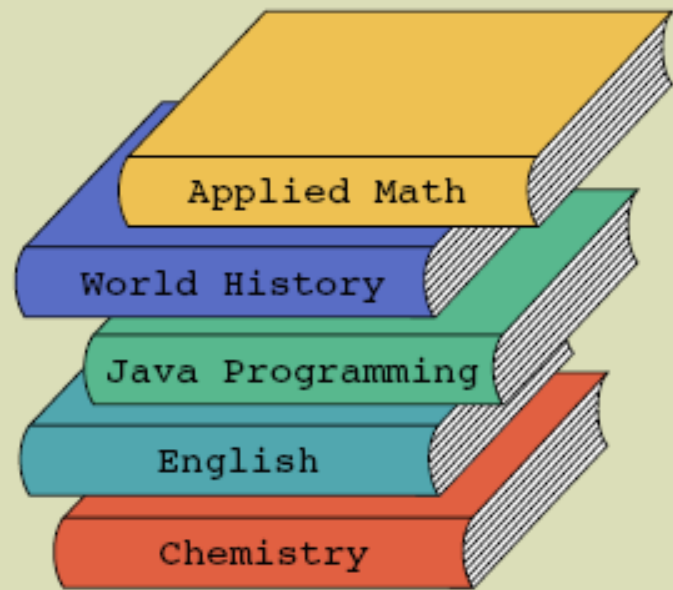 Applied Math
World History
Java Programming
English
Chemistry